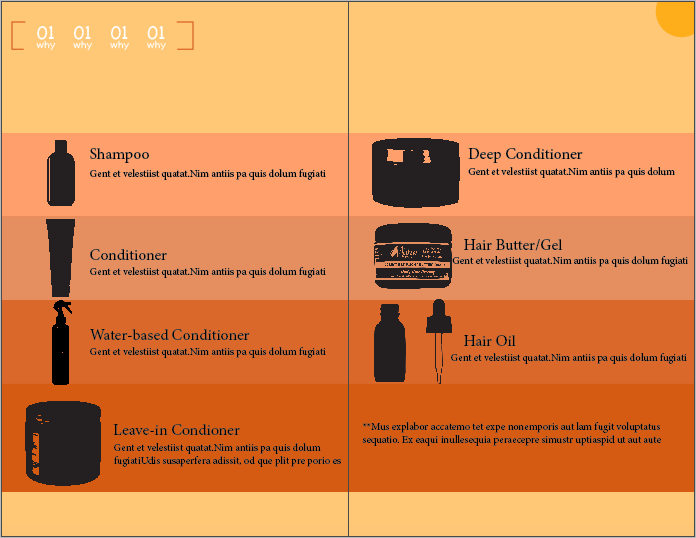 01 01 01 01
why why why why
Shampoo
Gent et velestiist quatat.Nim antiis pa quis dolum fugiati
Conditioner
Gent et velestiist quatat.Nim antiis pa quis dolum fugiati
Water-based Conditioner
Gent et velestiist quatat.Nim antiis pa quis dolum fugiati
Leave-in Condioner
Gent et velestiist quatat.Nim antiis pa quis dolum
fugiatiUdis susaperfera adissit, od que plit pre porio es
Deep Conditioner
Gent et velestiist quatat.Nim antiis pa quis dolum
Hair Butter/Gel
Gent et velestiist quatat.Nim antiis pa quis dolum fugiati
Hair Oil
Gent et velestiist quatat.Nim antiis pa quis dolum fugiati
**Mus explabor accatemo tet expe nonemporis aut lam fugit voluptatus
sequatio. Ex eaqui inullesequia peraecepre simustr uptiaspid ut aut aute